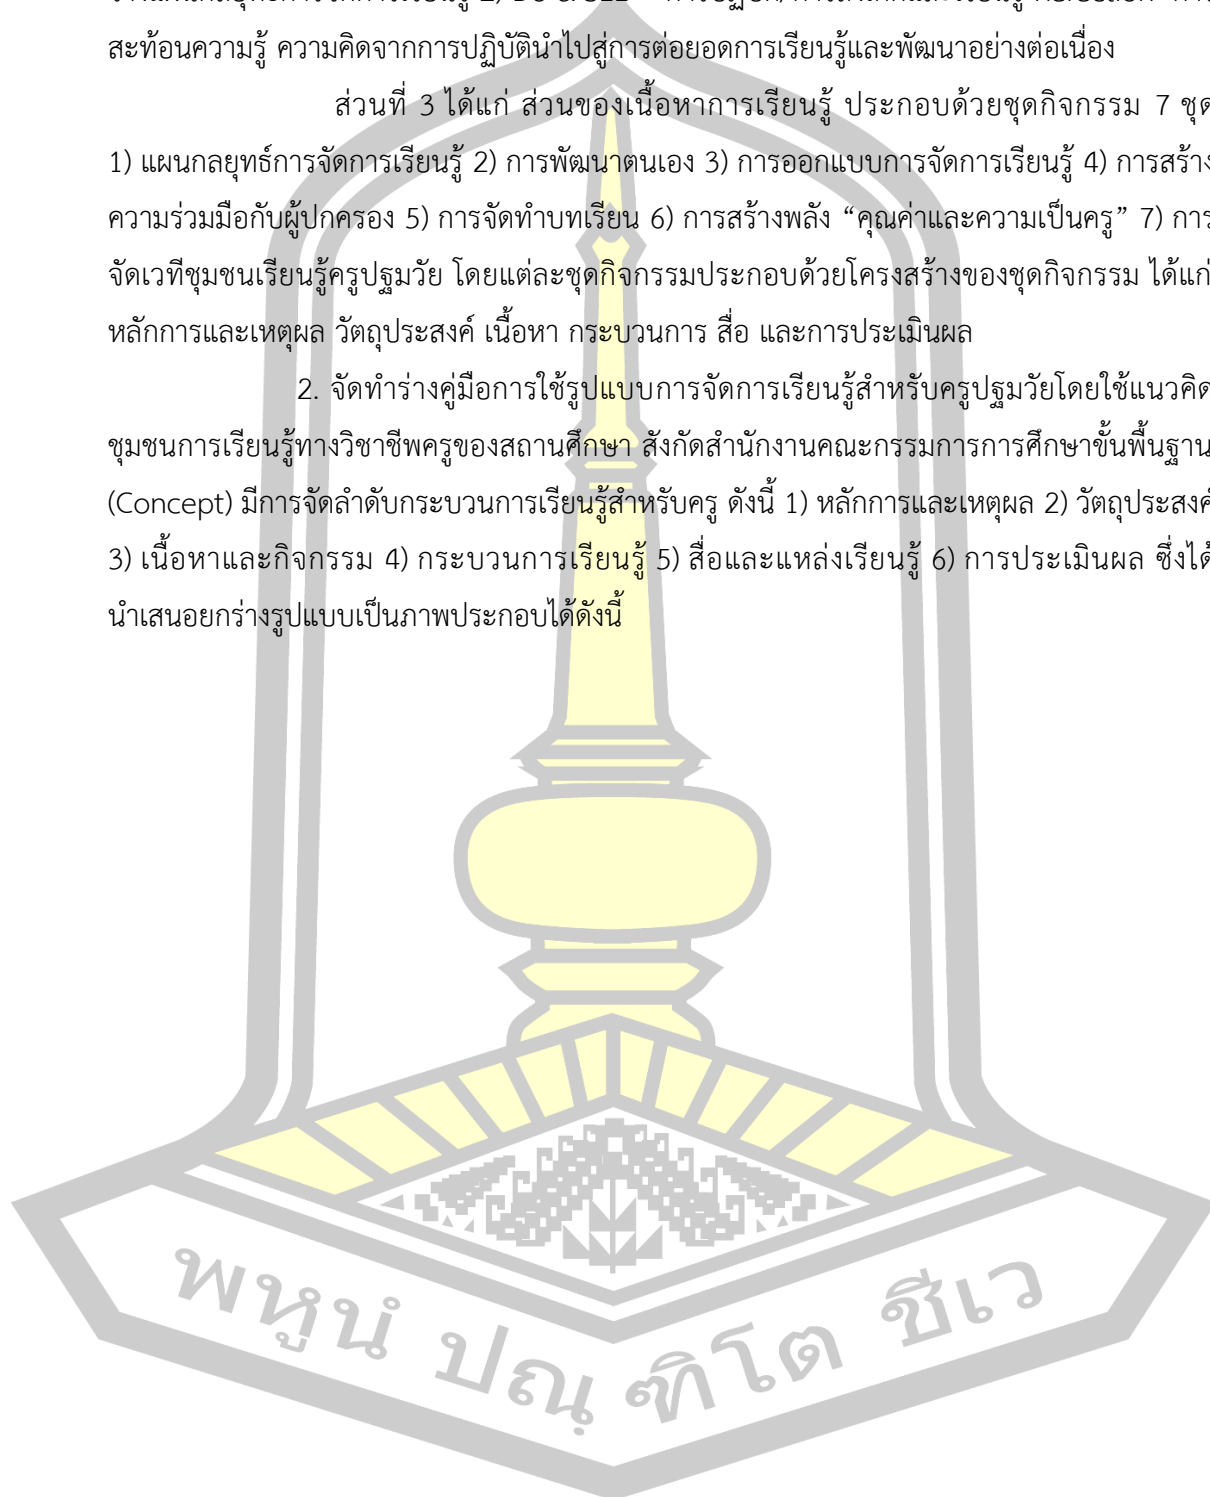 สะท้อนความรู้ ความคิดจากการปฏิบัตินำไปสู่การต่อยอดการเรียนรู้และพัฒนาอย่างต่อเนื่อง
ส่วนที่ 3 ได้แก่ ส่วนของเนื้อหาการเรียนรู้ ประกอบด้วยชุดกิจกรรม 7 ชุด
1) แผนกลยุทธ์การจัดการเรียนรู้ 2) การพัฒนาตนเอง 3) การออกแบบการจัดการเรียนรู้ 4) การสร้าง
ความร่วมมือกับผู้ปกครอง 5) การจัดทำบทเรียน 6) การสร้างพลัง “คุณค่าและความเป็นครู” 7) การ
จัดเวทีชุมชนเรียนรู้ครูปฐมวัย โดยแต่ละชุดกิจกรรมประกอบด้วยโครงสร้างของชุดกิจกรรม ได้แก่
หลักการและเหตุผล วัตถุประสงค์ เนื้อหา กระบวนการ สื่อ และการประเมินผล
2. จัดทำร่างคู่มือการใช้รูปแบบการจัดการเรียนรู้สำหรับครูปฐมวัยโดยใช้แนวคิด
ชุมชนการเรียนรู้ทางวิชาชีพครูของสถานศึกษา สังกัดสำนักงานคณะกรรมการการศึกษาขั้นพื้นฐาน
(Concept) มีการจัดลำดับกระบวนการเรียนรู้สำหรับครู ดังนี้ 1) หลักการและเหตุผล 2) วัตถุประสงค์
3) เนื้อหาและกิจกรรม 4) กระบวนการเรียนรู้ 5) สื่อและแหล่งเรียนรู้ 6) การประเมินผล ซึ่งได้
นำเสนอยกร่างรูปแบบเป็นภาพประกอบได้ดังนี้
พหูนํ ปณฺฑิโต ชีเว